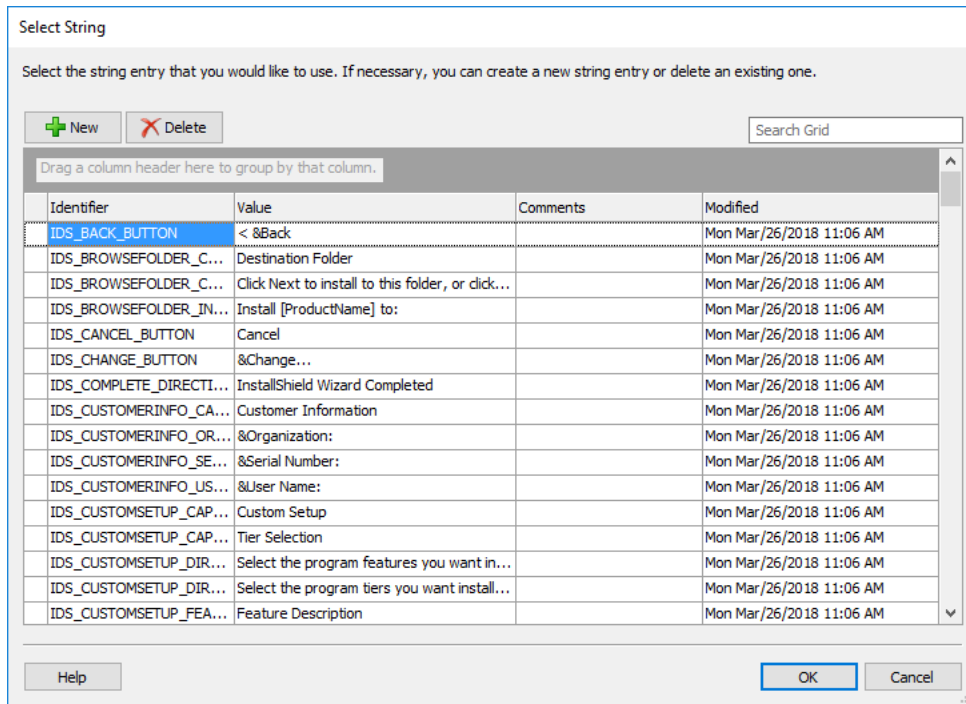 Select String
Select the string entry that you would like to use. If necessary, you can create a new string entry or delete an existing one.
New Delete Search Grid
Drag a column header here to group by that column.
Identifier Value Comments Modified
IDS_BACK_BUTTON < &Back Mon Mar/26/2018 11:06 AM
IDS_BROWSEFOLDER_C... Destination Folder Mon Mar/26/2018 11:06 AM
IDS_BROWSEFOLDER_C... Click Next to install to this folder, or click... Mon Mar/26/2018 11:06 AM
IDS_BROWSEFOLDER_IN... Install [ProductName] to: Mon Mar/26/2018 11:06 AM
IDS_CANCEL_BUTTON Cancel Mon Mar/26/2018 11:06 AM
IDS_CHANGE_BUTTON &Change... Mon Mar/26/2018 11:06 AM
IDS_COMPLETE_DIRECTI... InstallShield Wizard Completed Mon Mar/26/2018 11:06 AM
IDS_CUSTOMERINFO_CA... Customer Information Mon Mar/26/2018 11:06 AM
IDS_CUSTOMERINFO_OR... &Organization: Mon Mar/26/2018 11:06 AM
IDS_CUSTOMERINFO_SE... &Serial Number: Mon Mar/26/2018 11:06 AM
IDS_CUSTOMERINFO_US... &User Name: Mon Mar/26/2018 11:06 AM
IDS_CUSTOMSETUP_CAP... Custom Setup Mon Mar/26/2018 11:06 AM
IDS_CUSTOMSETUP_CAP... Tier Selection Mon Mar/26/2018 11:06 AM
IDS_CUSTOMSETUP_DIR... Select the program features you want in... Mon Mar/26/2018 11:06 AM
IDS_CUSTOMSETUP_DIR... Select the program tiers you want install... Mon Mar/26/2018 11:06 AM
IDS_CUSTOMSETUP_FEA... Feature Description Mon Mar/26/2018 11:06 AM
Help OK Cancel